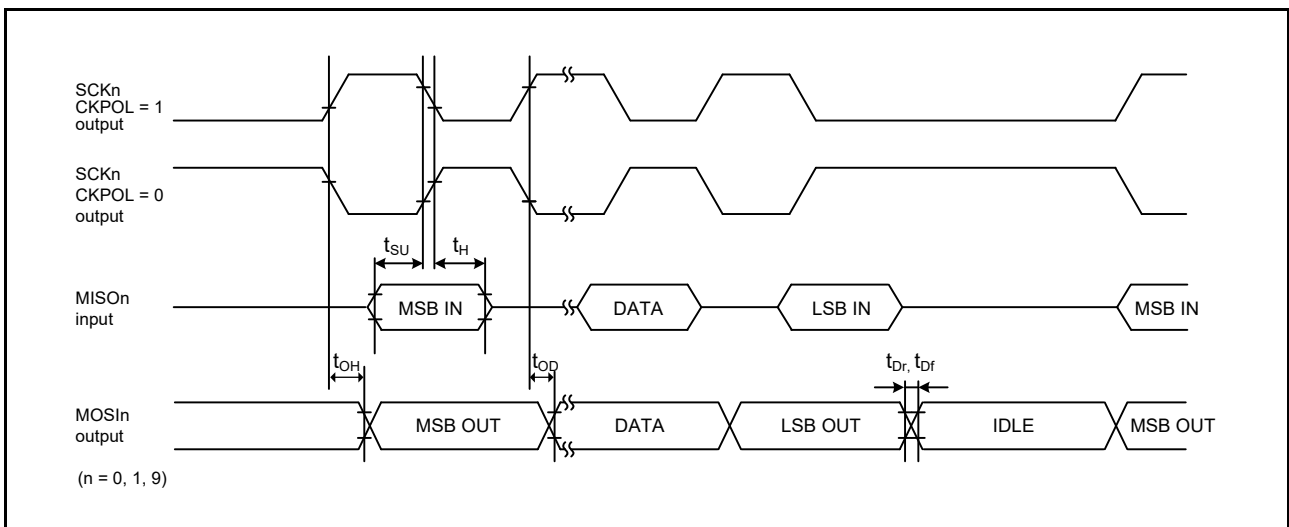 SCKn
CKPOL = 1
output
SCKn
CKPOL = 0
output
tSU
tH
MISOn
input
MSB IN
DATA
LSB IN
MSB IN
tOH
tOD
tDr, tDf
MOSIn
output
MSB OUT
DATA
LSB OUT
IDLE
MSB OUT
(n = 0, 1, 9)